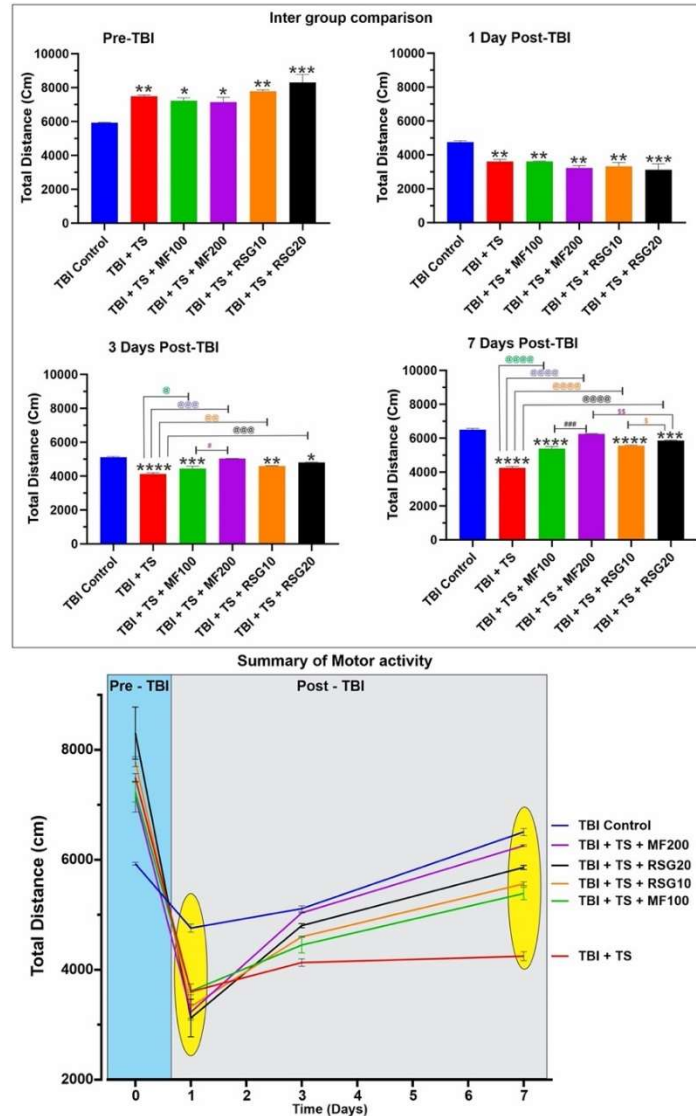 Inter group comparison
Pre-TBI
Total Distance (Cm)
10000
8000
6000
4000
2000
0
**
*
*
**
***
TBI Control
TBI + TS
TBI + TS + MF100
TBI + TS + MF200
TBI + TS + RSG10
TBI + TS + RSG20
1 Day Post-TBI
Total Distance (Cm)
10000
8000
6000
4000
2000
0
**
**
**
**
***
TBI Control
TBI + TS
TBI + TS + MF100
TBI + TS + MF200
TBI + TS + RSG10
TBI + TS + RSG20
3 Days Post-TBI
Total Distance (Cm)
10000
8000
6000
4000
2000
0
@
@@@
@@
@@@
#
****
***
**
*
TBI Control
TBI + TS
TBI + TS + MF100
TBI + TS + MF200
TBI + TS + RSG10
TBI + TS + RSG20
7 Days Post-TBI
Total Distance (Cm)
10000
8000
6000
4000
2000
0
@@@@
@@@@
@@@@
@@@@
$$
###
$
****
****
****
***
TBI Control
TBI + TS
TBI + TS + MF100
TBI + TS + MF200
TBI + TS + RSG10
TBI + TS + RSG20
Summary of Motor activity
Pre - TBI
Post - TBI
Total Distance (cm)
8000
6000
4000
2000
0
1
2
3
4
5
6
7
Time (Days)
TBI Control
TBI + TS + MF200
TBI + TS + RSG20
TBI + TS + RSG10
TBI + TS + MF100
TBI + TS